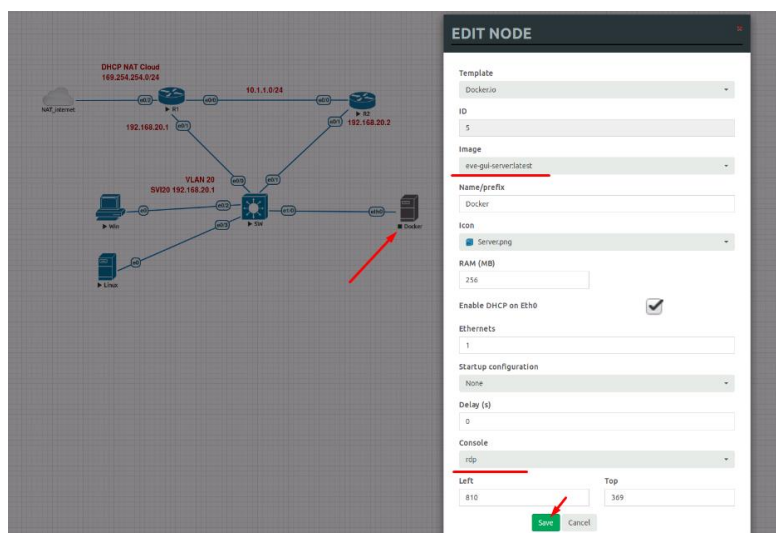 DHCP NAT Cloud
169.254.254.0/24
NAT_internet
e0/2
R1
e0/0
10.1.1.0/24
e0/0
R2
192.168.20.1
e0/1
e0/1
192.168.20.2
VLAN 20
SVI20 192.168.20.1
e0/0
e0/1
Win
e0
e0/2
SW
e1/0
eth0
Docker
e0/3
Linux
e0
EDIT NODE
Template
Docker.io
ID
5
Image
eve-gui-server:latest
Name/prefix
Docker
Icon
Server.png
RAM (MB)
256
Enable DHCP on Eth0
Ethernets
1
Startup configuration
None
Delay (s)
0
Console
rdp
Left Top
810 369
Save Cancel